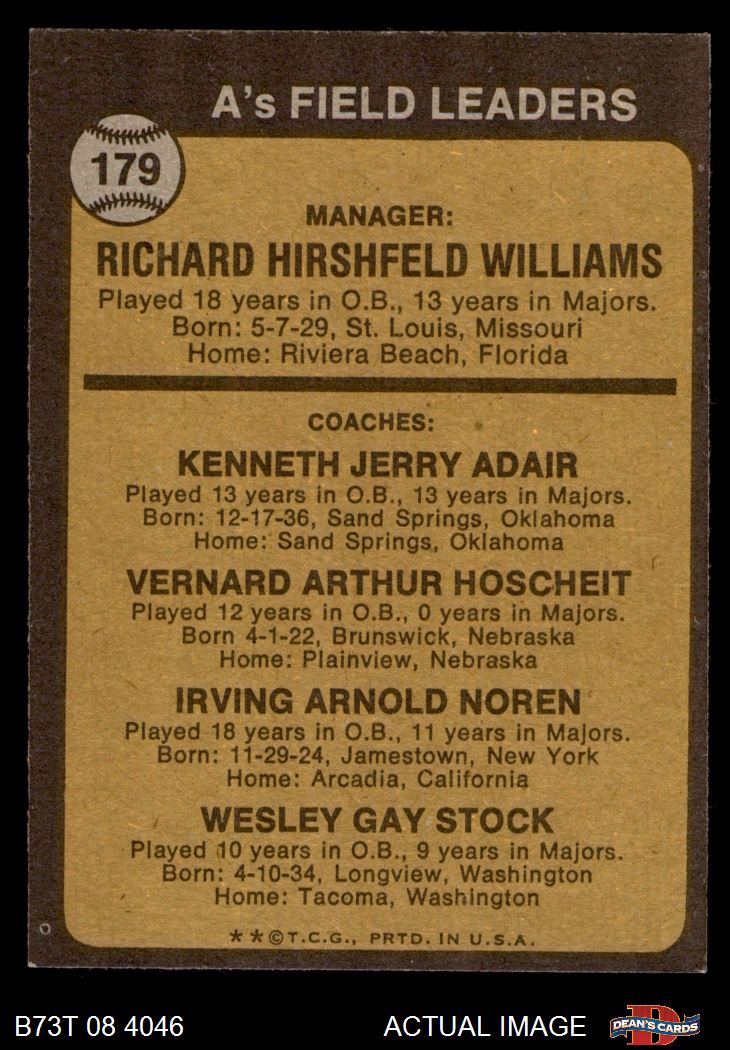 A's FIELD LEADERS
179
MANAGER:
RICHARD HIRSHFELD WILLIAMS
Played 18 years in O.B., 13 years in Majors.
Born: 5-7-29, St. Louis, Missouri
Home: Riviera Beach, Florida
COACHES:
KENNETH JERRY ADAIR
Played 13 years in O.B., 13 years in Majors.
Born: 12-17-36, Sand Springs, Oklahoma
Home: Sand Springs, Oklahoma
VERNARD ARTHUR HOSCHEIT
Played 12 years in O.B., 0 years in Majors.
Born 4-1-22, Brunswick, Nebraska
Home: Plainview, Nebraska
IRVING ARNOLD NOREN
Played 18 years in O.B., 11 years in Majors.
Born: 11-29-24, Jamestown, New York
Home: Arcadia, California
WESLEY GAY STOCK
Played 10 years in O.B., 9 years in Majors.
Born: 4-10-34, Longview, Washington
Home: Tacoma, Washington
**©T.C.G., PRTD. IN U.S.A.
B73T 08 4046
ACTUAL IMAGE
D
DEAN'S CARDS